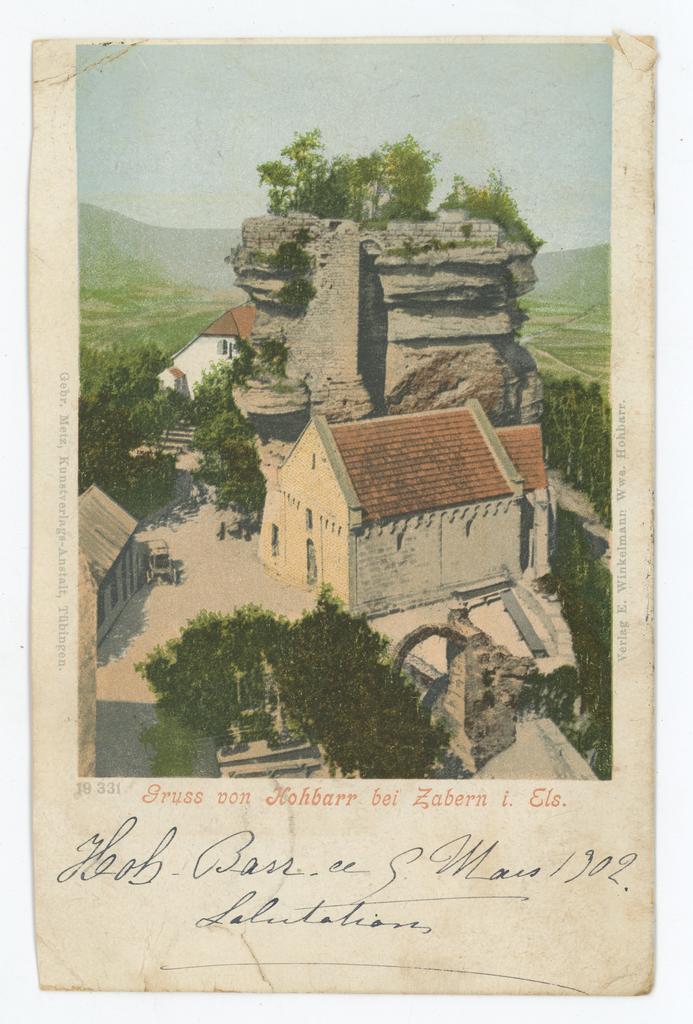 Gebr. Metz, Kunstverlags-Anstalt, Tübingen.
Verlag E. Winkelmann Wwe. Hohbarr.
19 331
Gruss von Hohbarr bei Zabern i. Els.
Hoh-Barr-ce 5 Mars 1902.
Salutations